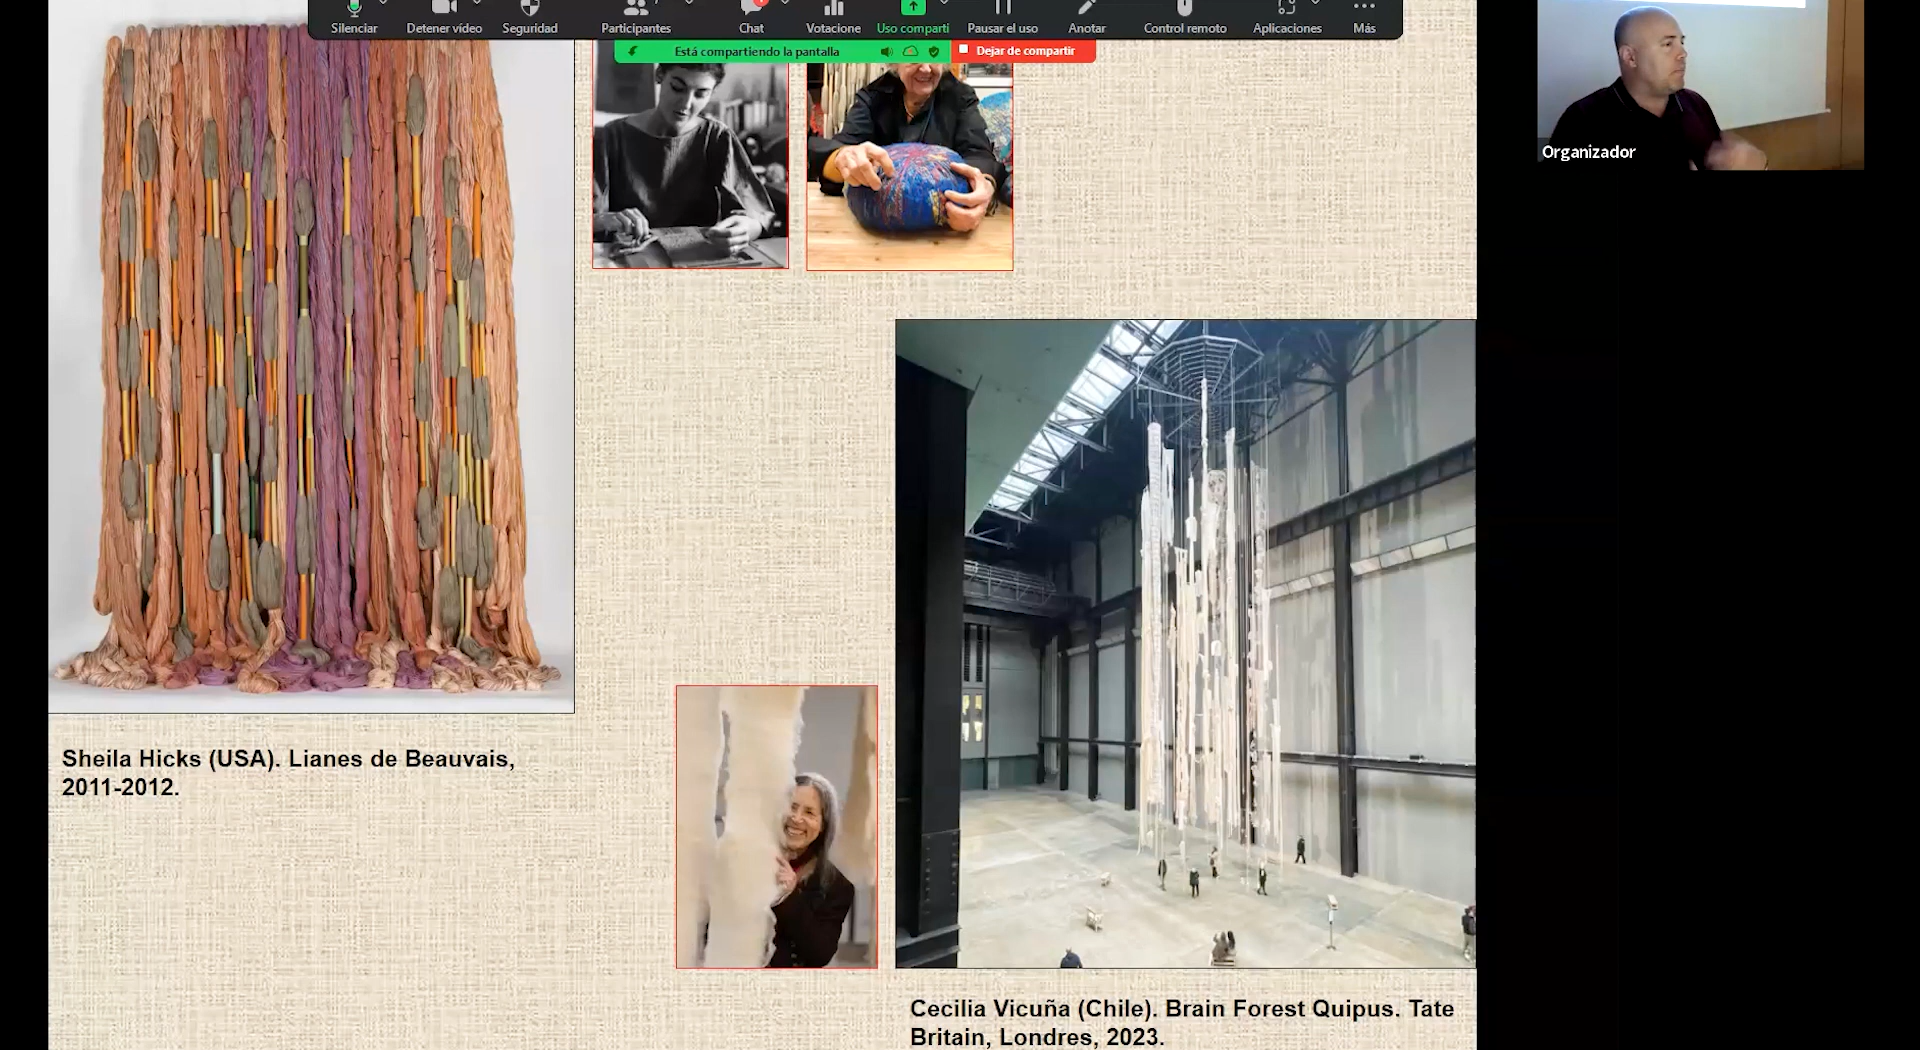 Silenciar
Detener vídeo
Seguridad
Participantes
Chat
Votacione
Uso comparti
Pausar el uso
Anotar
Control remoto
Aplicaciones
Más
Está compartiendo la pantalla
Dejar de compartir
Organizador
Sheila Hicks (USA). Lianes de Beauvais,
2011-2012.
Cecilia Vicuña (Chile). Brain Forest Quipus. Tate
Britain, Londres, 2023.